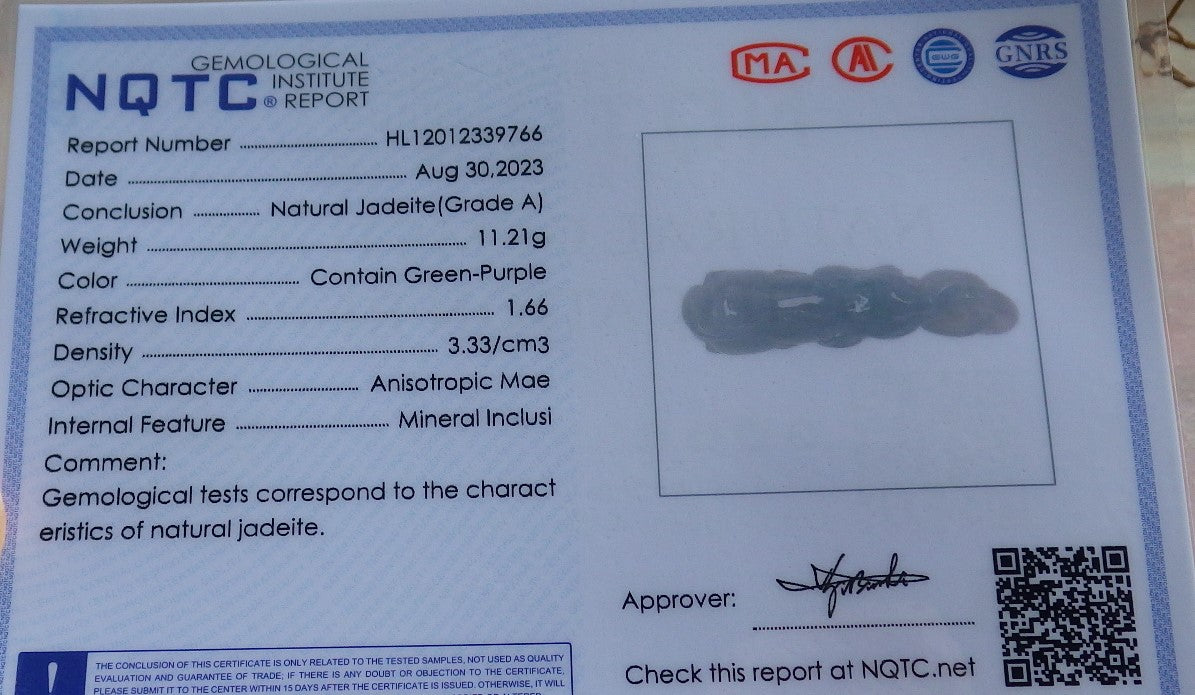 GEMOLOGICAL
NQTC INSTITUTE
® REPORT
MA
GNRS
Report Number ........ HL12012339766
Date ........ Aug 30,2023
Conclusion ........ Natural Jadeite(Grade A)
Weight ........ 11.21g
Color ........ Contain Green-Purple
Refractive Index ........ 1.66
Density ........ 3.33/cm3
Optic Character ........ Anisotropic Mae
Internal Feature ........ Mineral Inclusi
Comment:
Gemological tests correspond to the charact
eristics of natural jadeite.
Approver:
Check this report at NQTC.net
!
THE CONCLUSION OF THIS CERTIFICATE IS ONLY RELATED TO THE TESTED SAMPLES, NOT USED AS QUALITY
EVALUATION AND GUARANTEE OF TRADE; IF THERE IS ANY DOUBT OR OBJECTION TO THE CERTIFICATE,
PLEASE SUBMIT IT TO THE CENTER WITHIN 15 DAYS AFTER THE CERTIFICATE IS ISSUED. OTHERWISE, IT WILL